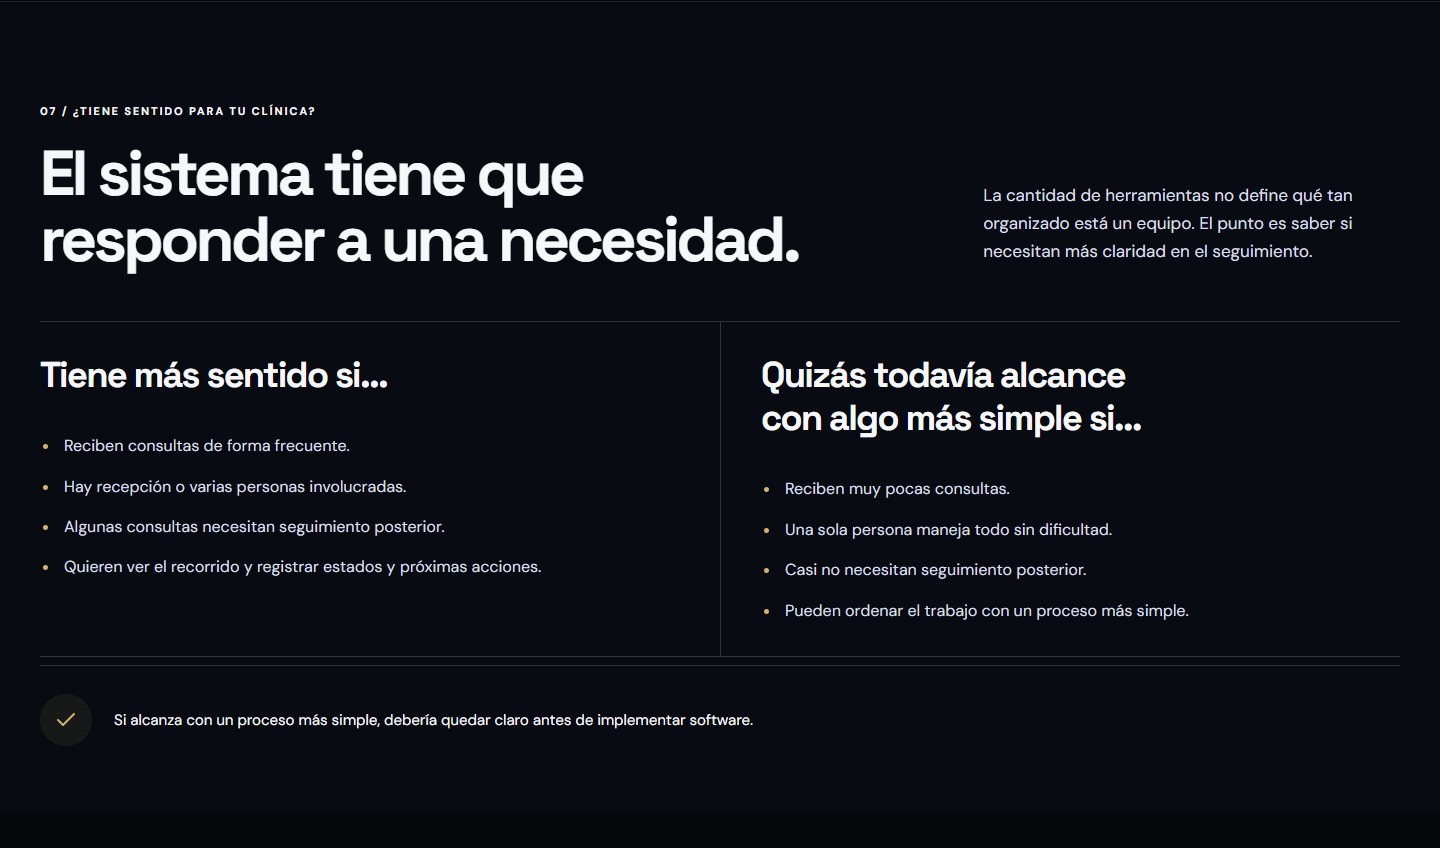 07 / ¿TIENE SENTIDO PARA TU CLÍNICA?
El sistema tiene que
responder a una necesidad.
La cantidad de herramientas no define qué tan
organizado está un equipo. El punto es saber si
necesitan más claridad en el seguimiento.
Tiene más sentido si...
• Reciben consultas de forma frecuente.
• Hay recepción o varias personas involucradas.
• Algunas consultas necesitan seguimiento posterior.
• Quieren ver el recorrido y registrar estados y próximas acciones.
Quizás todavía alcance
con algo más simple si...
• Reciben muy pocas consultas.
• Una sola persona maneja todo sin dificultad.
• Casi no necesitan seguimiento posterior.
• Pueden ordenar el trabajo con un proceso más simple.
Si alcanza con un proceso más simple, debería quedar claro antes de implementar software.